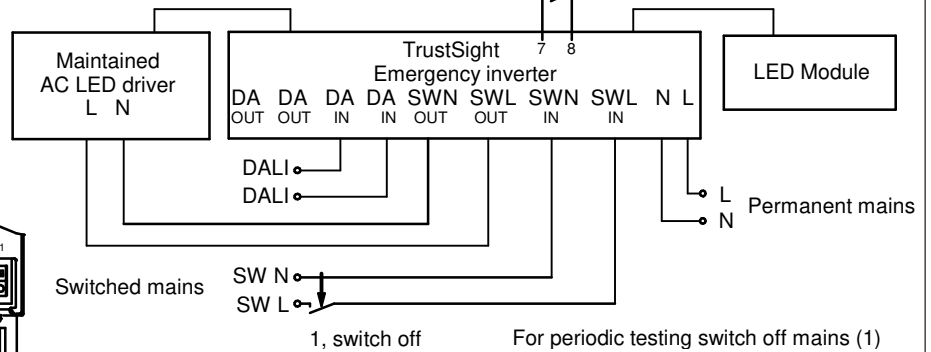 7 8
TrustSight
Emergency inverter
Maintained
AC LED driver
L N
LED Module
DA DA DA DA SWN SWL SWN SWL N L
OUT OUT IN IN OUT OUT IN IN
DALI
DALI
L
N
Permanent mains
1
Switched mains
SW N
SW L
1, switch off
For periodic testing switch off mains (1)